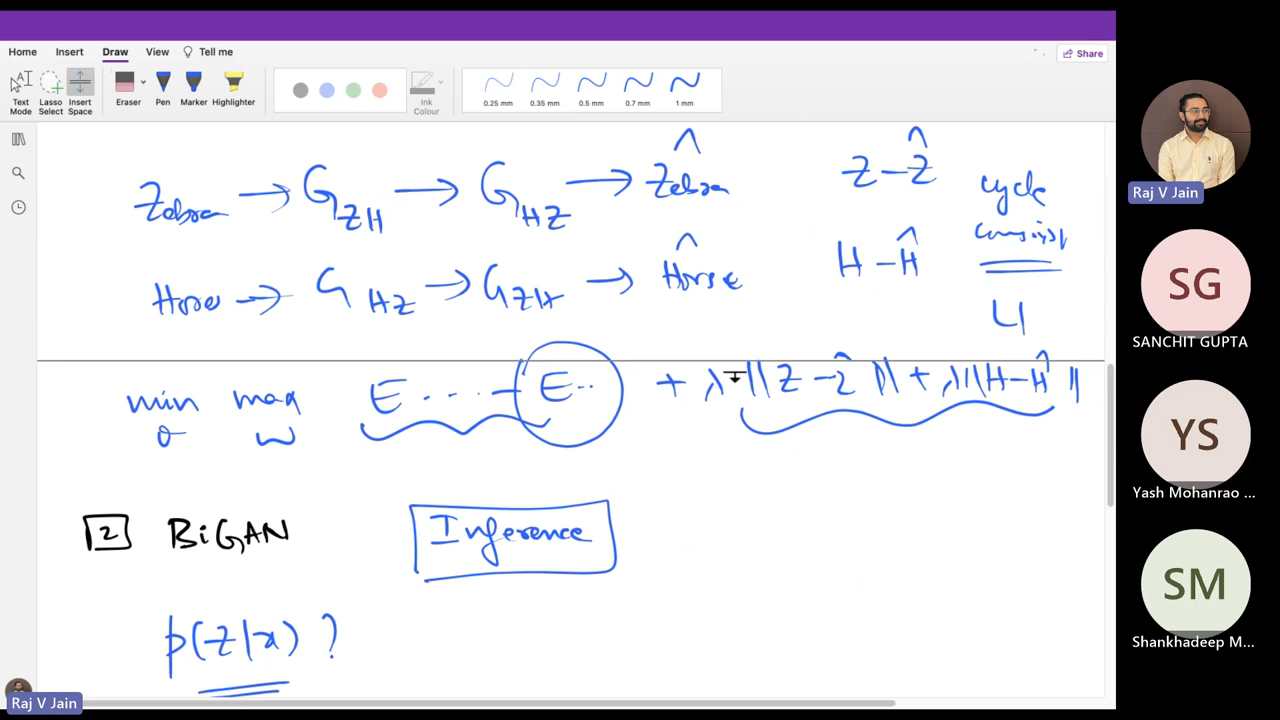 Home Insert Draw View Tell me
Share
Text Mode
Lasso Select
Insert Space
Eraser
Pen
Marker
Highlighter
Ink Colour
0.25 mm
0.35 mm
0.5 mm
0.7 mm
1 mm
Zebra → G_ZH → G_HZ → Zebra^ Z - Ẑ cycle
consist
Horse → G_HZ → G_ZH → Horse^ H - Ĥ
L1
min max E.... - E.. + λ ||Z - Ẑ|| + λ ||H - Ĥ||
θ w
2 BiGAN Inference
p(z|x) ?
Raj V Jain
Raj V Jain
SG
SANCHIT GUPTA
YS
Yash Mohanrao ...
SM
Shankhadeep M...